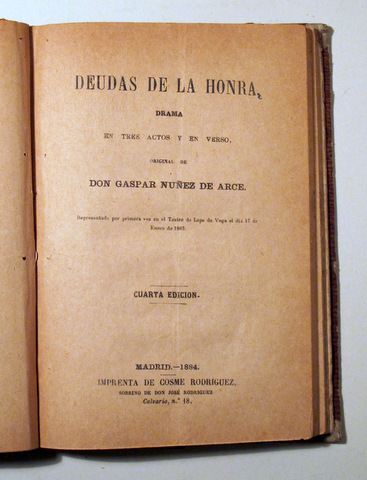 DEUDAS DE LA HONRA,
DRAMA
EN TRES ACTOS Y EN VERSO,
ORIGINAL DE
DON GASPAR NUÑEZ DE ARCE.
Representado por primera vez en el Teatro de Lope de Vega el dia 17 de
Enero de 1863.
CUARTA EDICION.
MADRID.—1884.
IMPRENTA DE COSME RODRIGUEZ,
SOBRINO DE DON JOSÉ RODRIGUEZ
Calvario, n.º 18.